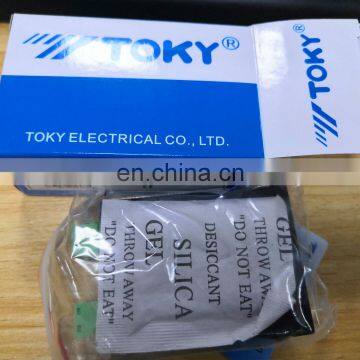 TOKY®
TOKY®
TOKY ELECTRICAL CO., LTD.
en.china.cn
GEL
THROW AWAY
"DO NOT EAT"
SILICA
DESICCANT
GEL
THROW AWAY
"DO NOT EAT"